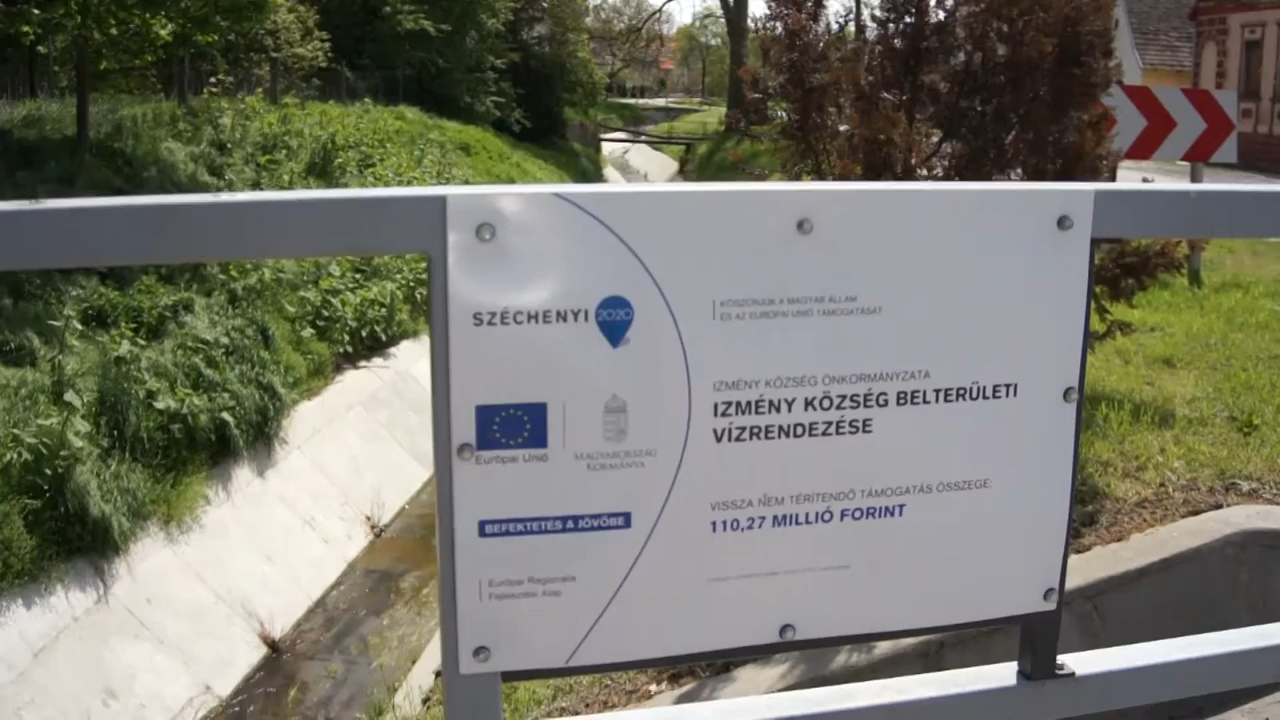 SZÉCHENYI 2020
Európai Unió
MAGYARORSZÁG
KORMÁNYA
BEFEKTETÉS A JÖVŐBE
Európai Regionális
Fejlesztési Alap
KÖSZÖNJÜK A MAGYAR ÁLLAM
ÉS AZ EURÓPAI UNIÓ TÁMOGATÁSÁT
IZMÉNY KÖZSÉG ÖNKORMÁNYZATA
IZMÉNY KÖZSÉG BELTERÜLETI
VÍZRENDEZÉSE
VISSZA NEM TÉRÍTENDŐ TÁMOGATÁS ÖSSZEGE:
110,27 MILLIÓ FORINT